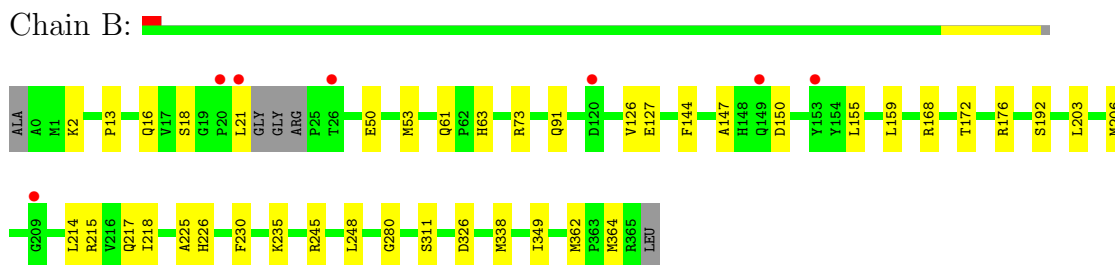 Chain B:
ALA A0 M1 K2 P13 Q16 V17 S18 G19 P20 L21 GLY GLY ARG P25 T26 E50 M53 Q61 P62 H63 R73 Q91 D120 V126 E127 F144 A147 H148 Q149 D150 Y153 Y154 L155 L159 R168 T172 R176 S192 L203 M206
G209 L214 R215 V216 Q217 I218 A225 H226 F230 K235 R245 L248 G280 S311 D326 M338 I349 M362 P363 M364 R365 LEU